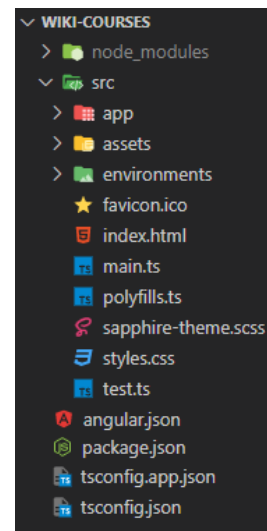 WIKI-COURSES
node_modules
src
app
assets
environments
favicon.ico
index.html
main.ts
polyfills.ts
sapphire-theme.scss
styles.css
test.ts
angular.json
package.json
tsconfig.app.json
tsconfig.json